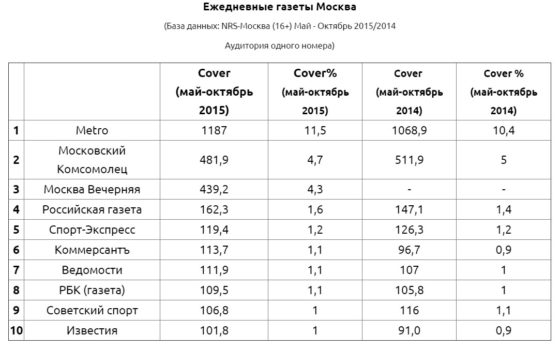 Ежедневные газеты Москва
(База данных: NRS-Москва (16+) Май - Октябрь 2015/2014
Аудитория одного номера)
Cover (май-октябрь 2015) Cover% (май-октябрь 2015) Cover (май-октябрь 2014) Cover % (май-октябрь 2014)
1 Metro 1187 11,5 1068,9 10,4
2 Московский Комсомолец 481,9 4,7 511,9 5
3 Москва Вечерняя 439,2 4,3 - -
4 Российская газета 162,3 1,6 147,1 1,4
5 Спорт-Экспресс 119,4 1,2 126,3 1,2
6 Коммерсантъ 113,7 1,1 96,7 0,9
7 Ведомости 111,9 1,1 107 1
8 РБК (газета) 109,5 1,1 105,8 1
9 Советский спорт 106,8 1 116 1,1
10 Известия 101,8 1 91,0 0,9